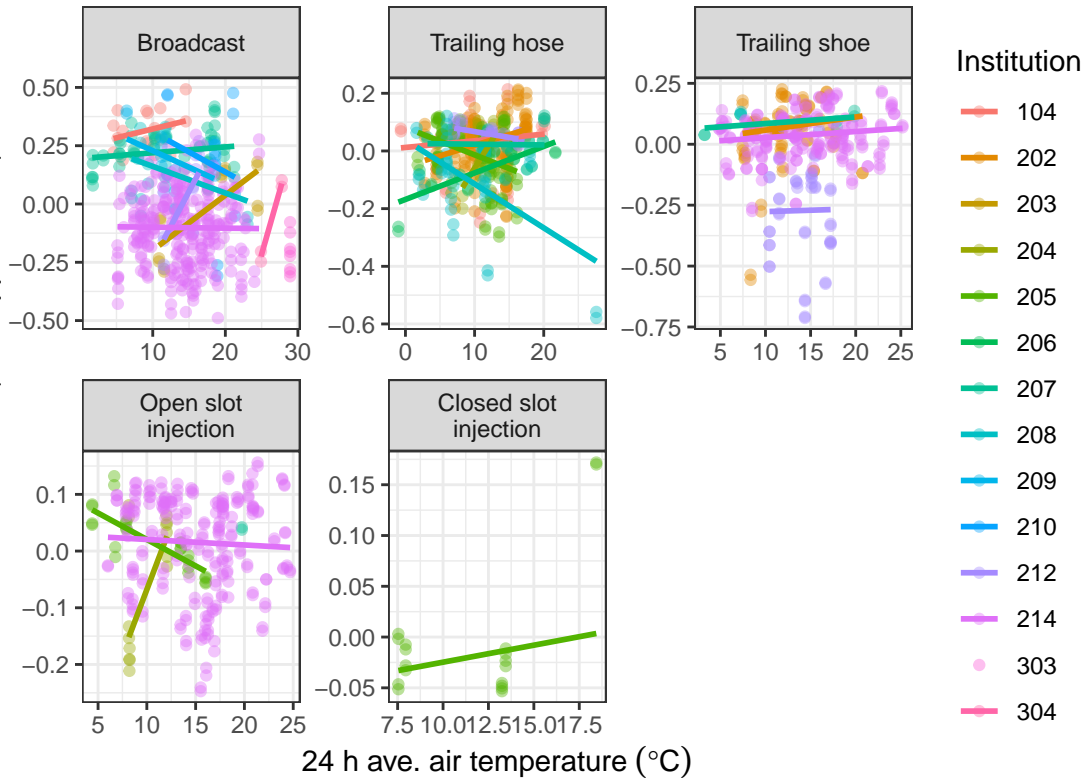 Broadcast
Trailing hose
Trailing shoe
0.50
0.25
0.00
−0.25
−0.50
10 20 30
0.2
0.0
−0.2
−0.4
−0.6
0 10 20
0.25
0.00
−0.25
−0.50
−0.75
5 10 15 20 25
Open slot
injection
Closed slot
injection
0.1
0.0
−0.1
−0.2
5 10 15 20 25
0.15
0.10
0.05
0.00
−0.05
7.5 10.0 12.5 15.0 17.5
24 h ave. air temperature (°C)
Institution
104
202
203
204
205
206
207
208
209
210
212
214
303
304